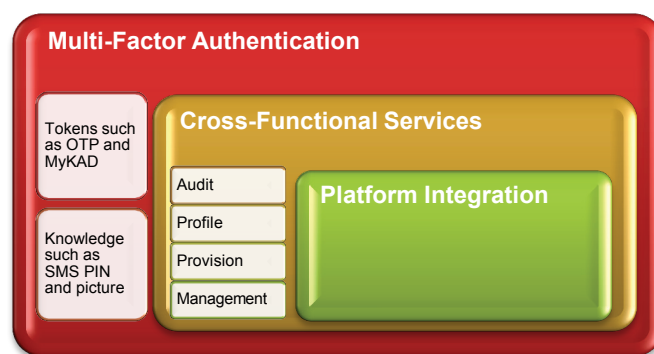 Multi-Factor Authentication
Tokens such
as OTP and
MyKAD
Knowledge
such as
SMS PIN
and picture
Cross-Functional Services
Audit
Profile
Provision
Management
Platform Integration